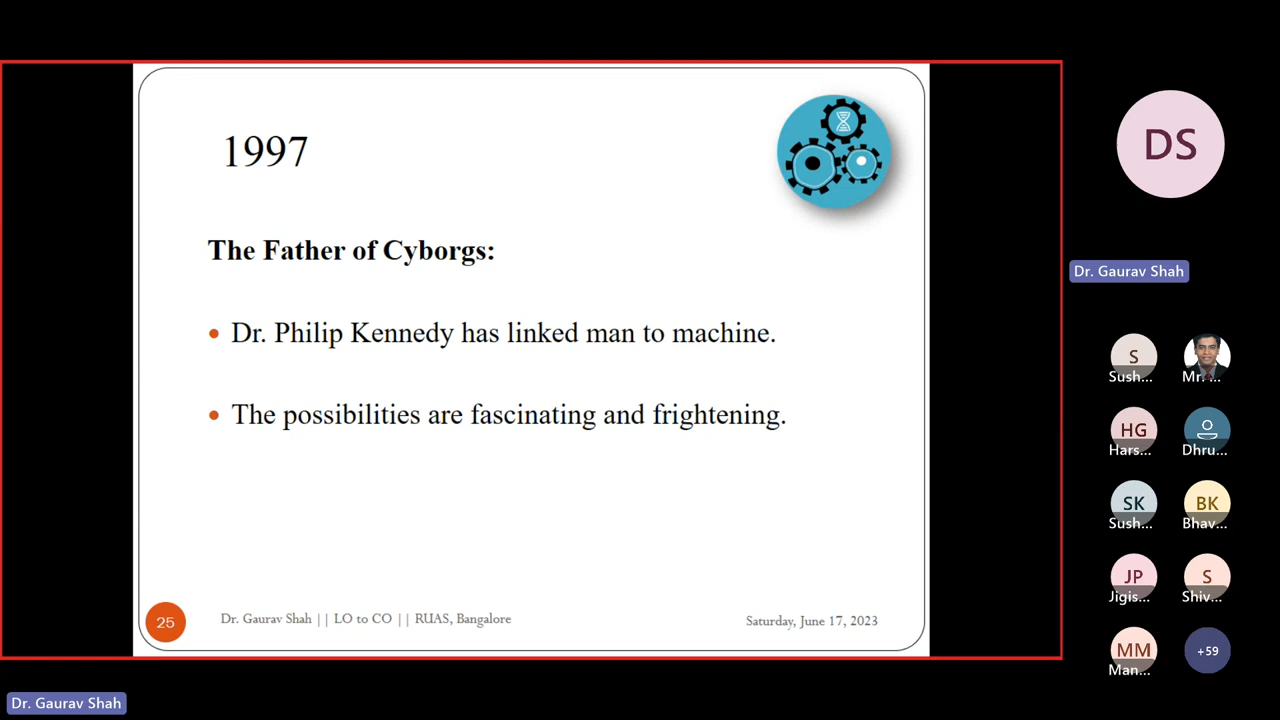 1997
The Father of Cyborgs:
Dr. Philip Kennedy has linked man to machine.
The possibilities are fascinating and frightening.
25
Dr. Gaurav Shah || LO to CO || RUAS, Bangalore
Saturday, June 17, 2023
DS
Dr. Gaurav Shah
S
Sush...
Mr. ...
HG
Hars...
Dhru...
SK
Sush...
BK
Bhav...
JP
Jigis...
S
Shiv...
MM
Man...
+59
Dr. Gaurav Shah